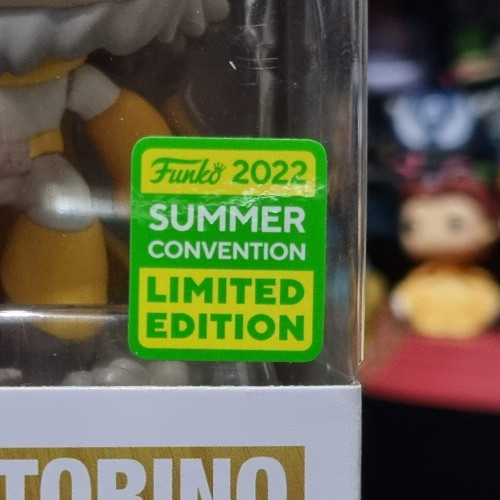 Funko 2022
SUMMER
CONVENTION
LIMITED
EDITION
TORINO